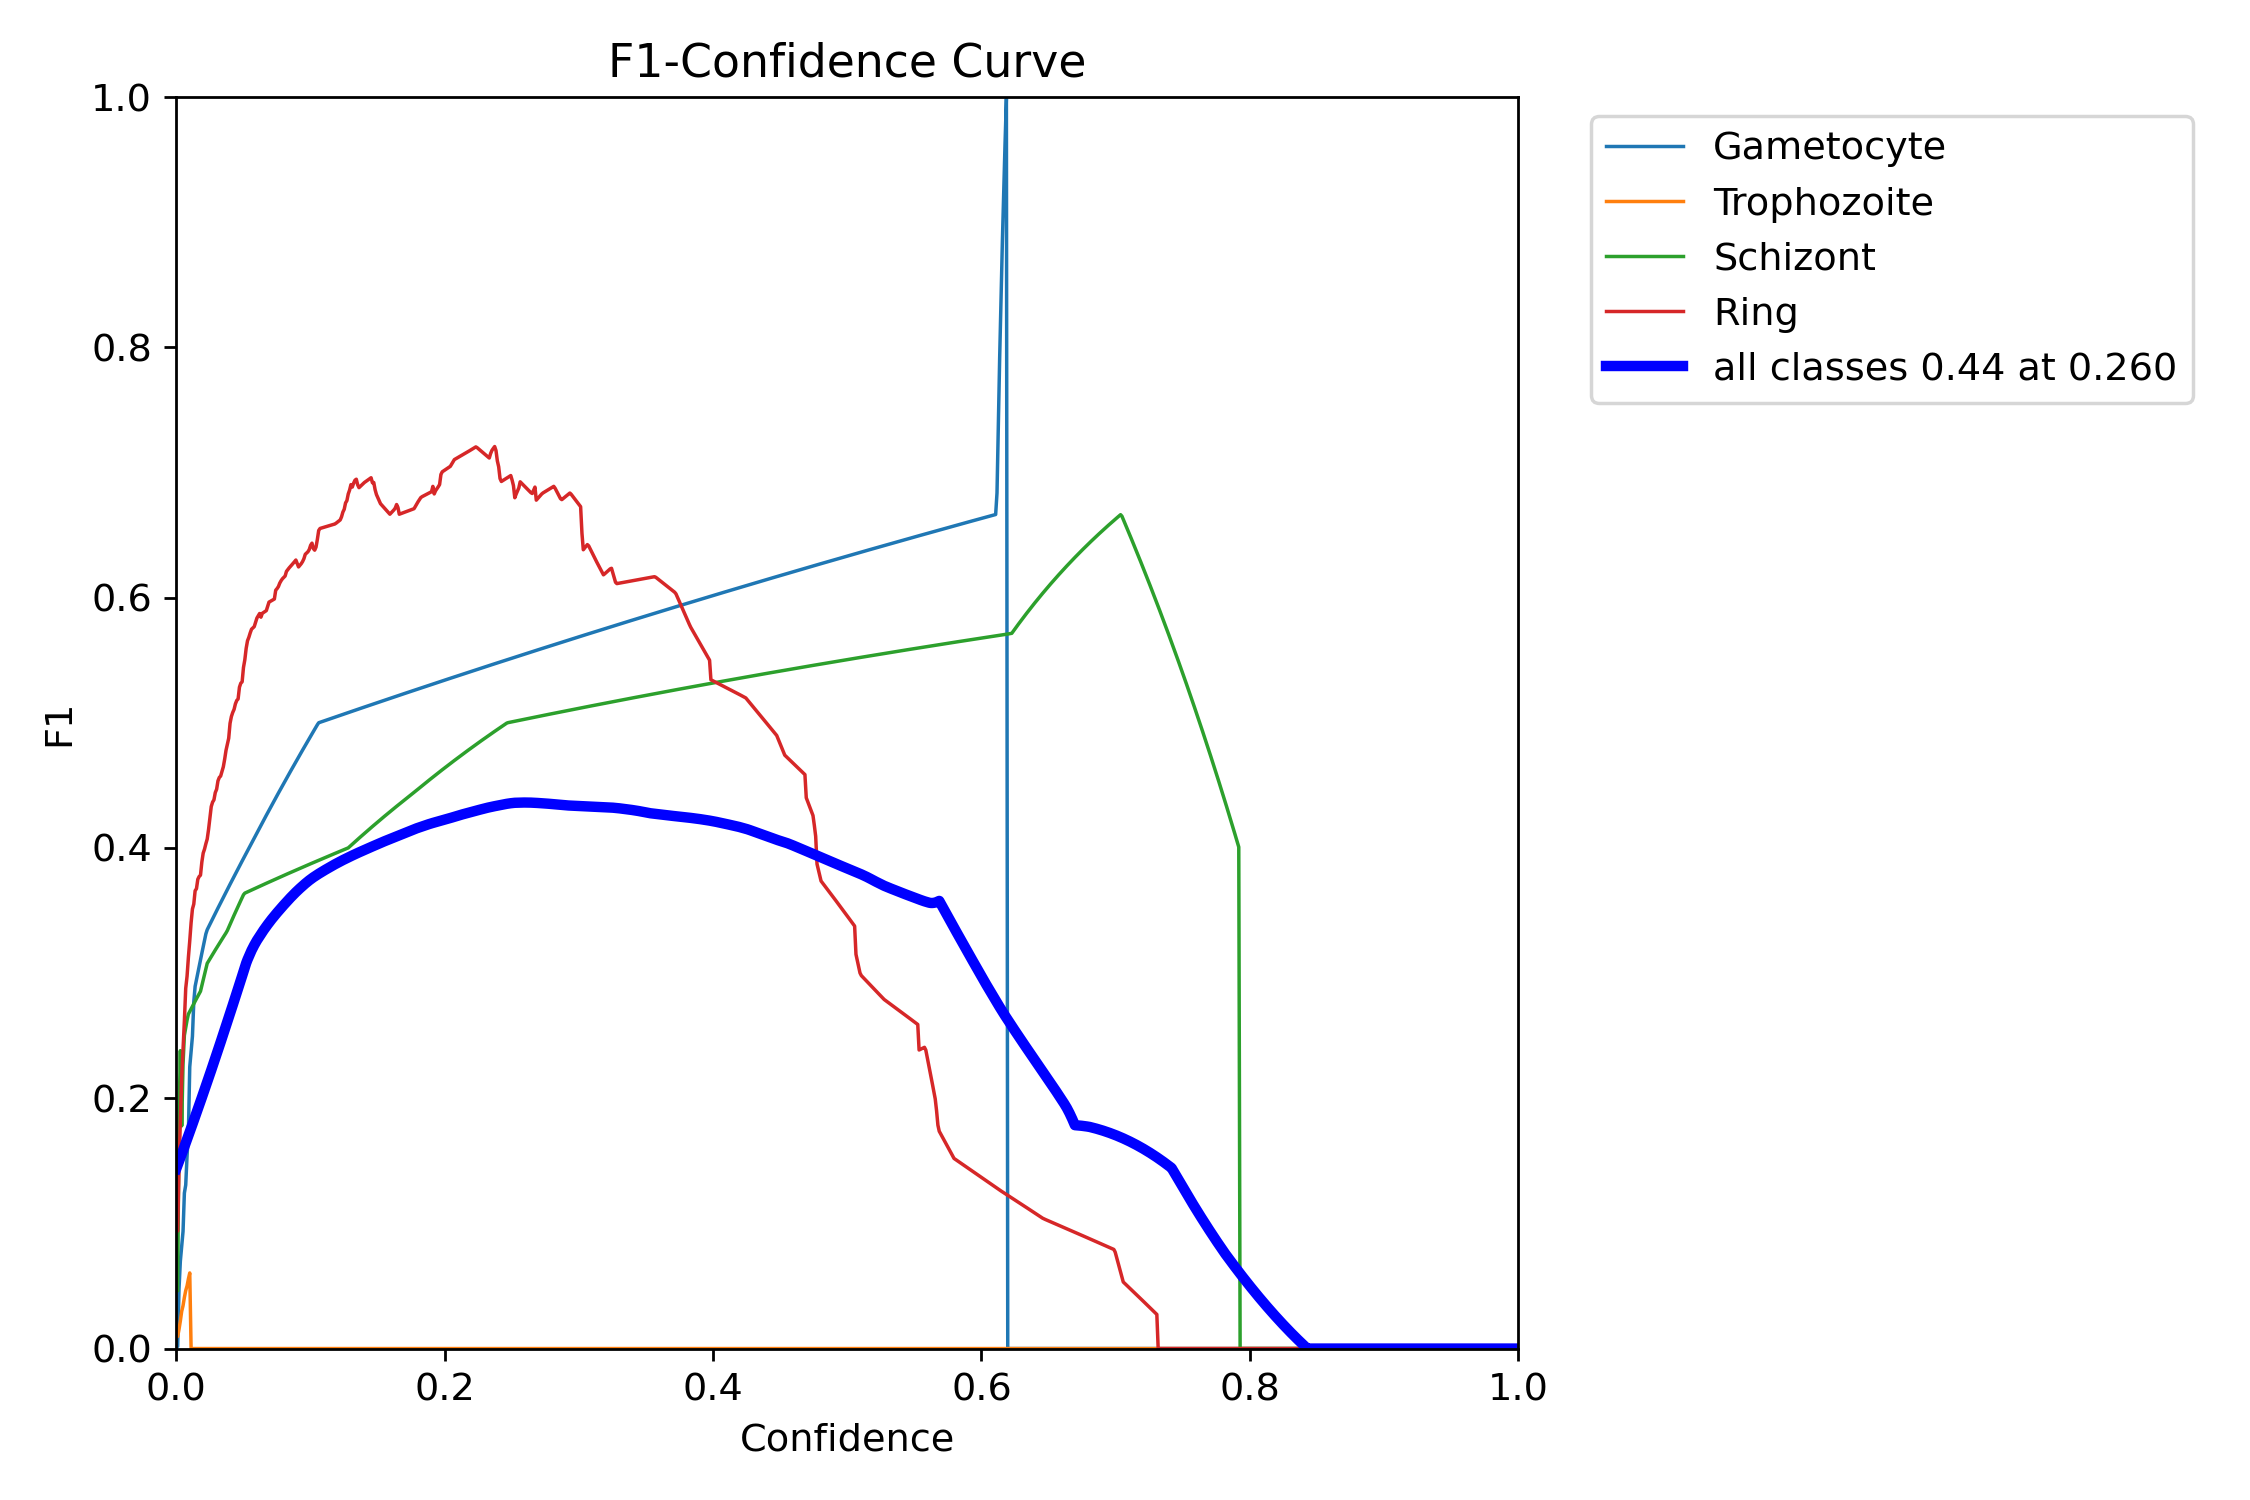 F1-Confidence Curve
1.0
0.8
0.6
0.4
0.2
0.0
F1
0.0 0.2 0.4 0.6 0.8 1.0
Confidence
Gametocyte
Trophozoite
Schizont
Ring
all classes 0.44 at 0.260